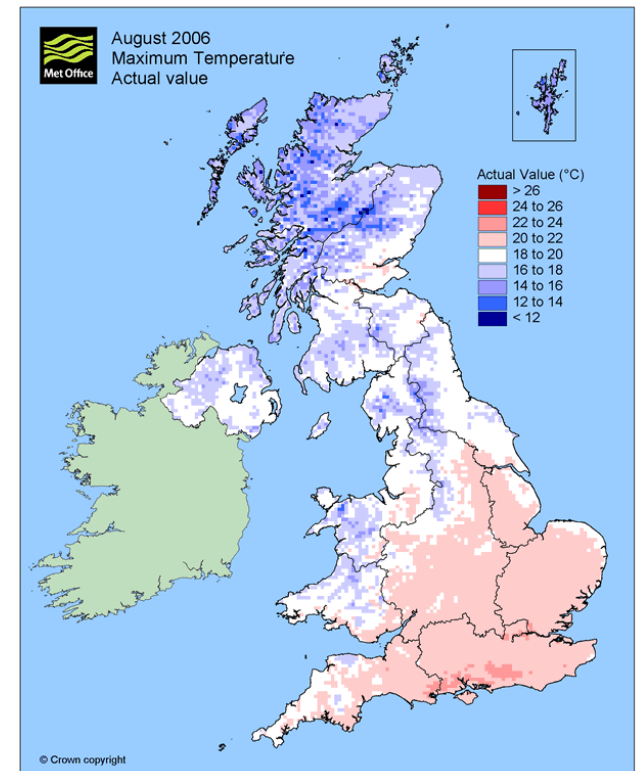 Met Office
August 2006
Maximum Temperature
Actual value
Actual Value (°C)
> 26
24 to 26
22 to 24
20 to 22
18 to 20
16 to 18
14 to 16
12 to 14
< 12
© Crown copyright